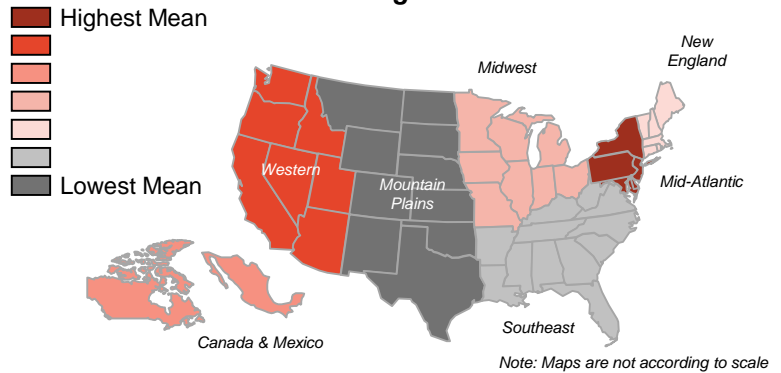 Highest Mean
New
England
Midwest
Western
Mountain
Plains
Lowest Mean
Mid-Atlantic
Southeast
Canada & Mexico
Note: Maps are not according to scale